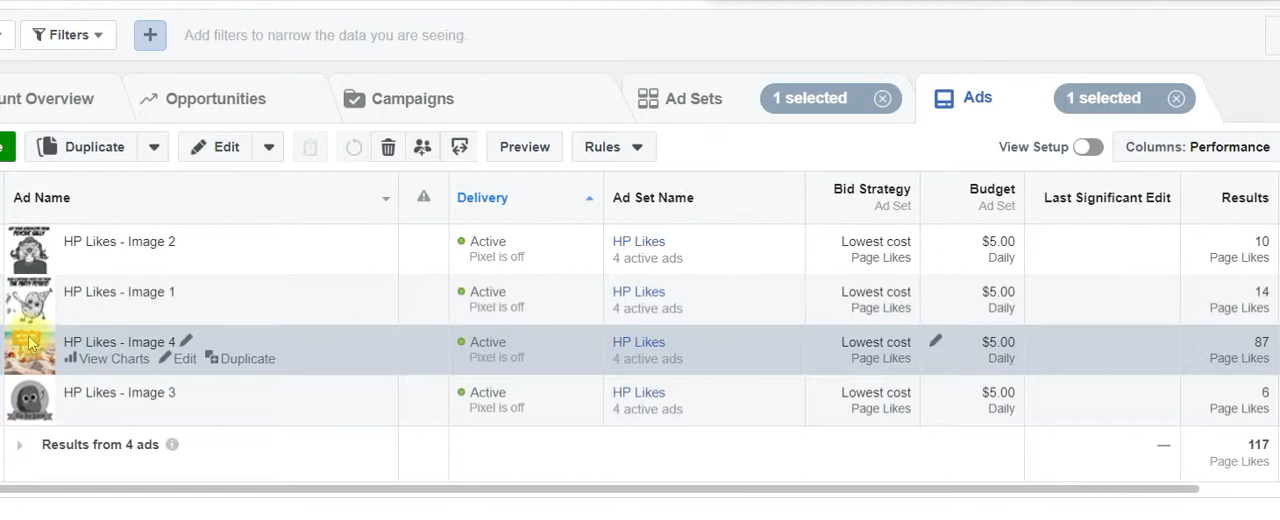 Filters
Add filters to narrow the data you are seeing.
unt Overview
Opportunities
Campaigns
Ad Sets
1 selected
Ads
1 selected
Duplicate
Edit
Preview
Rules
View Setup
Columns: Performance
Ad Name
Delivery
Ad Set Name
Bid Strategy
Ad Set
Budget
Ad Set
Last Significant Edit
Results
HP Likes - Image 2
Active
Pixel is off
HP Likes
4 active ads
Lowest cost
Page Likes
$5.00
Daily
10
Page Likes
HP Likes - Image 1
Active
Pixel is off
HP Likes
4 active ads
Lowest cost
Page Likes
$5.00
Daily
14
Page Likes
HP Likes - Image 4
View Charts Edit Duplicate
Active
Pixel is off
HP Likes
4 active ads
Lowest cost
Page Likes
$5.00
Daily
87
Page Likes
HP Likes - Image 3
Active
Pixel is off
HP Likes
4 active ads
Lowest cost
Page Likes
$5.00
Daily
6
Page Likes
Results from 4 ads
—
117
Page Likes